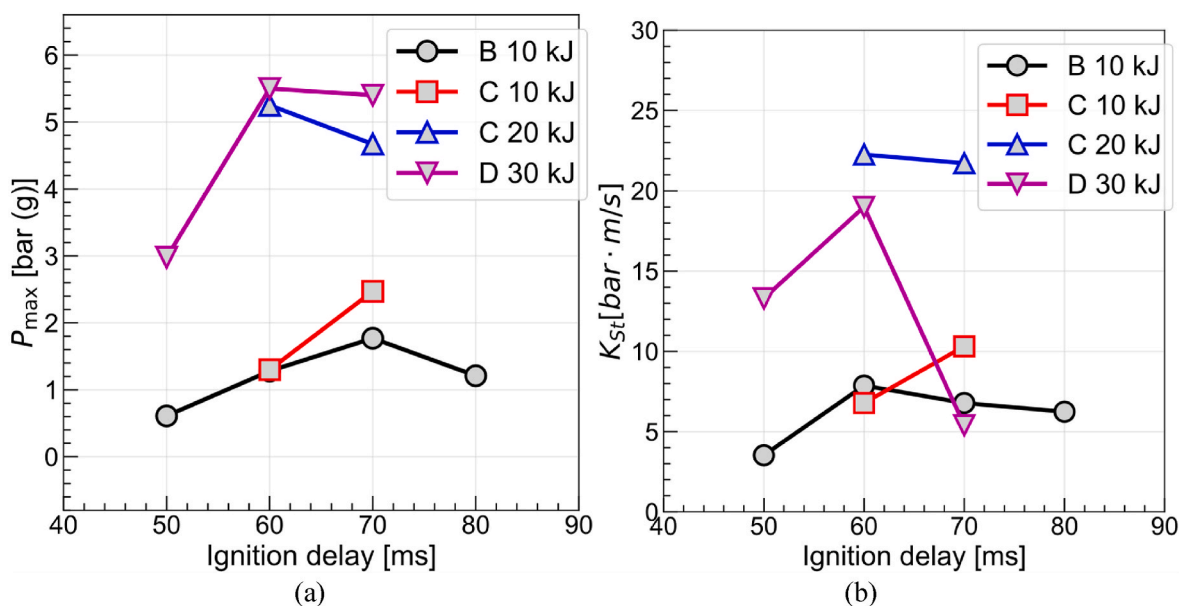 6
5
4
3
2
1
0
P_max [bar (g)]
B 10 kJ
C 10 kJ
C 20 kJ
D 30 kJ
40 50 60 70 80 90
Ignition delay [ms]
(a)
30
25
20
15
10
5
0
K_St[bar · m/s]
B 10 kJ
C 10 kJ
C 20 kJ
D 30 kJ
40 50 60 70 80 90
Ignition delay [ms]
(b)